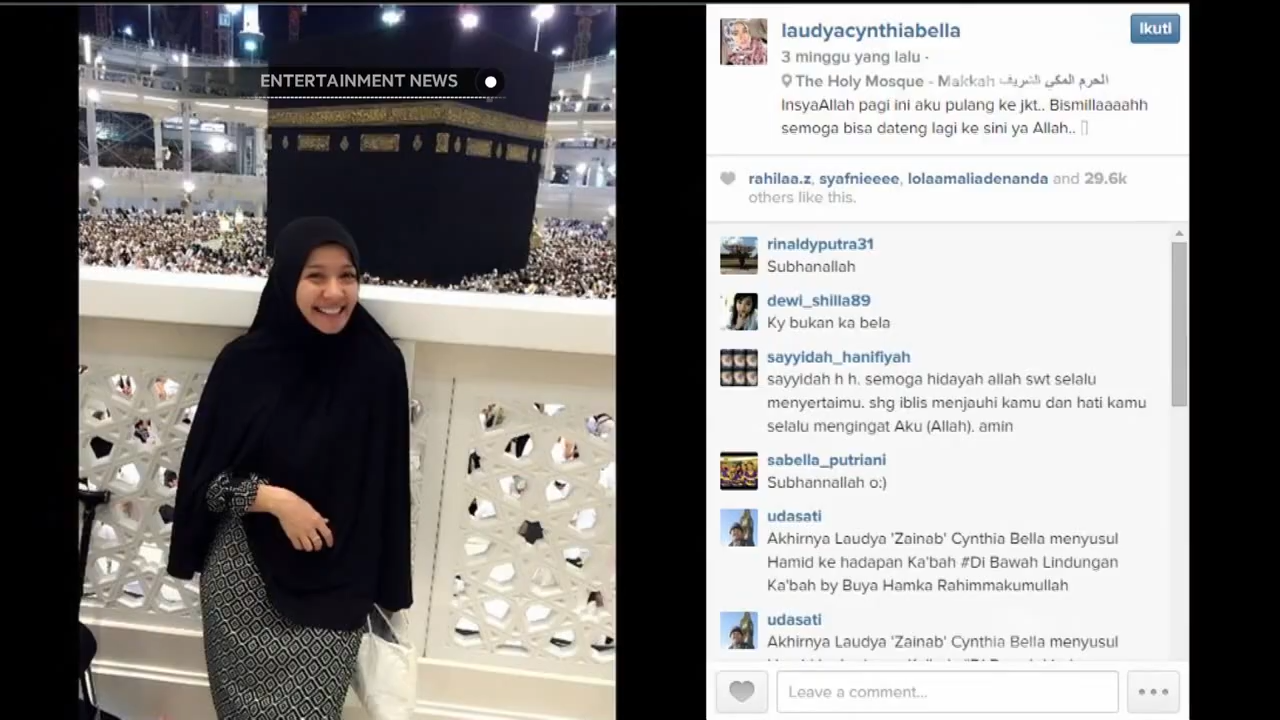 ENTERTAINMENT NEWS
laudyacynthiabella
Ikuti
3 minggu yang lalu ·
The Holy Mosque - Makkah الحرم المكي الشريف
InsyaAllah pagi ini aku pulang ke jkt.. Bismillaaaahh
semoga bisa dateng lagi ke sini ya Allah..
rahilaa.z, syafnieeee, lolaamaliadenanda and 29.6k
others like this.
rinaldyputra31
Subhanallah
dewi_shilla89
Ky bukan ka bela
sayyidah_hanifiyah
sayyidah h h. semoga hidayah allah swt selalu
menyertaimu. shg iblis menjauhi kamu dan hati kamu
selalu mengingat Aku (Allah). amin
sabella_putriani
Subhannallah o:)
udasati
Akhirnya Laudya 'Zainab' Cynthia Bella menyusul
Hamid ke hadapan Ka'bah #Di Bawah Lindungan
Ka'bah by Buya Hamka Rahimmakumullah
udasati
Akhirnya Laudya 'Zainab' Cynthia Bella menyusul
Leave a comment...